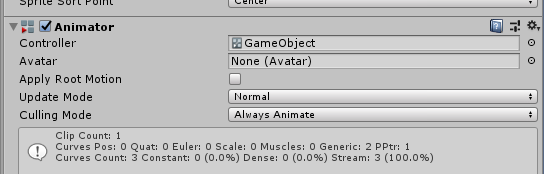 Sprite Sort Point
Center
Animator
Controller
GameObject
Avatar
None (Avatar)
Apply Root Motion
Update Mode
Normal
Culling Mode
Always Animate
Clip Count: 1
Curves Pos: 0 Quat: 0 Euler: 0 Scale: 0 Muscles: 0 Generic: 2 PPtr: 1
Curves Count: 3 Constant: 0 (0.0%) Dense: 0 (0.0%) Stream: 3 (100.0%)